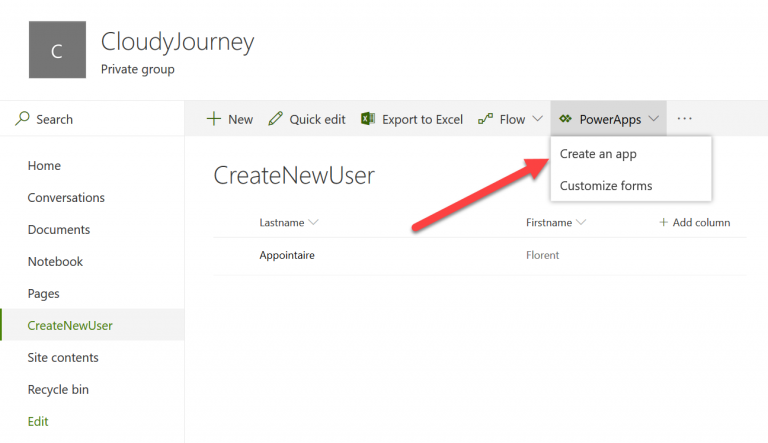 C
CloudyJourney
Private group
Search
New Quick edit Export to Excel Flow PowerApps ...
Create an app
Customize forms
Home
Conversations
Documents
Notebook
Pages
CreateNewUser
Site contents
Recycle bin
Edit
CreateNewUser
Lastname Firstname + Add column
Appointaire Florent